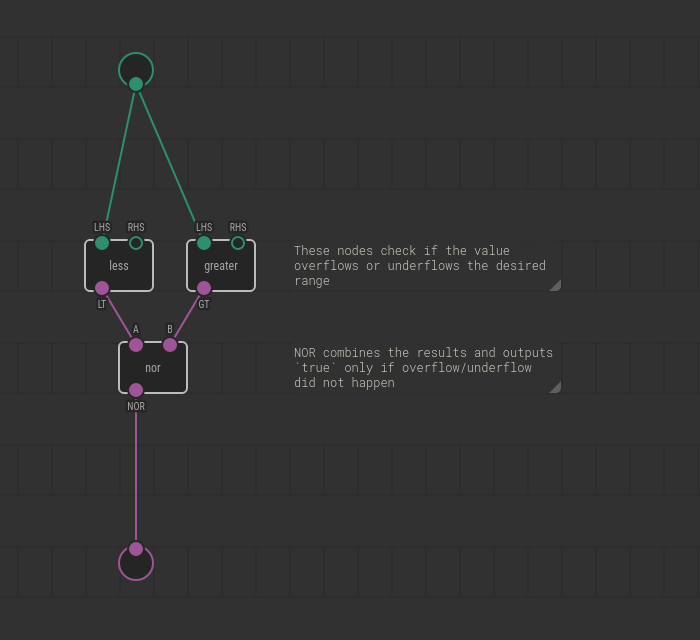 LHS RHS LHS RHS
less greater
These nodes check if the value
overflows or underflows the desired
range
LT GT
A B
nor
NOR combines the results and outputs
`true` only if overflow/underflow
did not happen
NOR